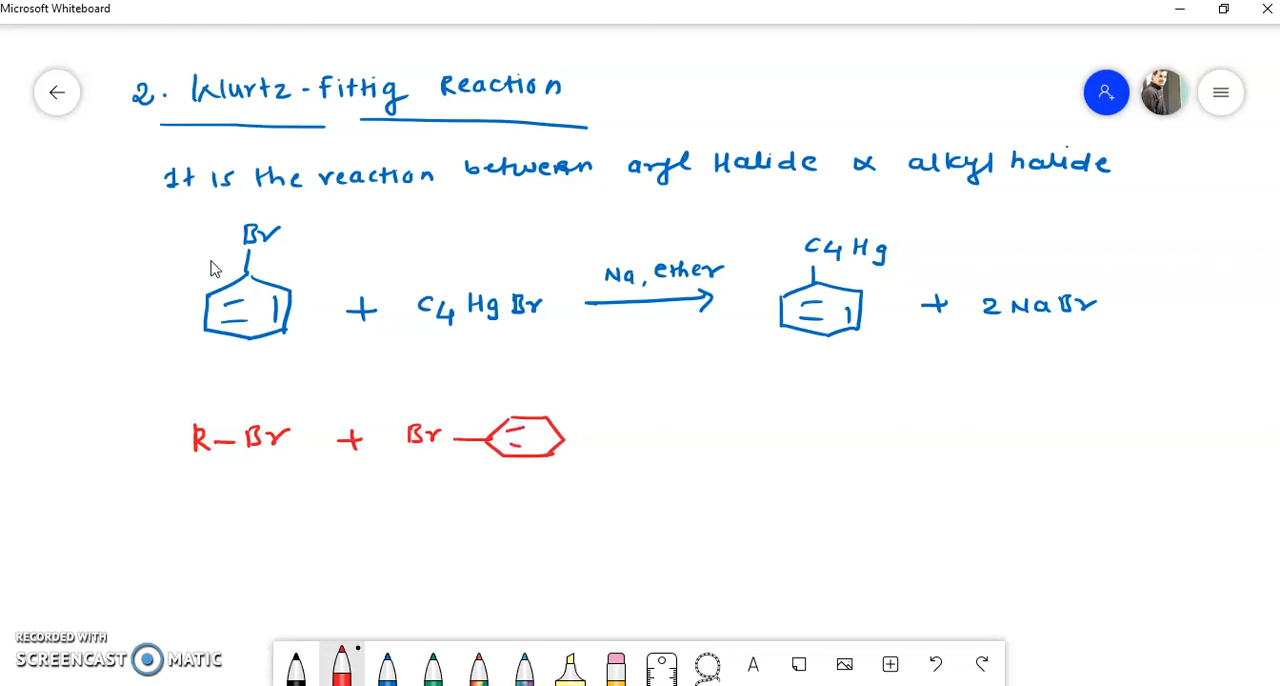 Microsoft Whiteboard
2. Wurtz-Fittig Reaction
It is the reaction between aryl Halide & alkyl halide
Br
C4H9
Na, ether
+ C4H9Br
+ 2NaBr
R-Br + Br
RECORDED WITH
SCREENCAST MATIC
A